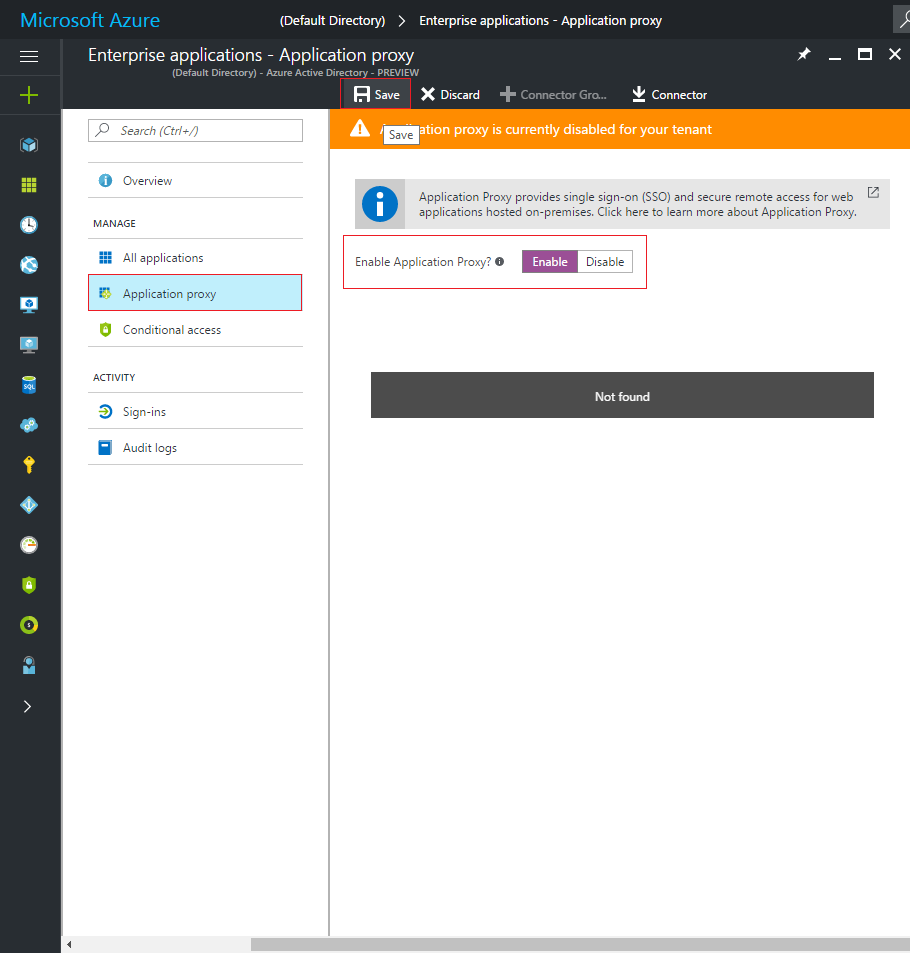 Microsoft Azure
(Default Directory) > Enterprise applications - Application proxy
Enterprise applications - Application proxy
(Default Directory) - Azure Active Directory - PREVIEW
Save
Discard
Connector Gro...
Connector
Search (Ctrl+/)
Overview
MANAGE
All applications
Application proxy
Conditional access
ACTIVITY
Sign-ins
Audit logs
Application proxy is currently disabled for your tenant
Save
Application Proxy provides single sign-on (SSO) and secure remote access for web
applications hosted on-premises. Click here to learn more about Application Proxy.
Enable Application Proxy?
Enable
Disable
Not found
SQL